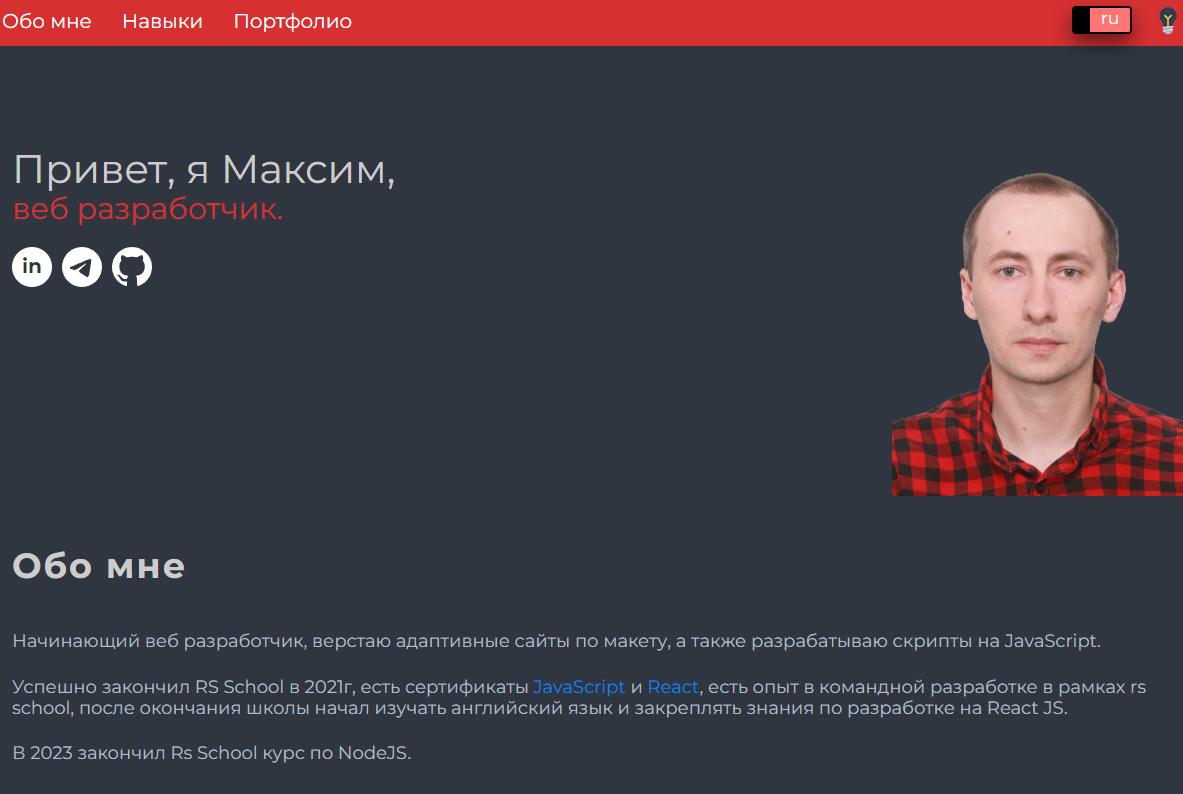 Обо мне Навыки Портфолио ru
Привет, я Максим,
веб разработчик.
in
Обо мне
Начинающий веб разработчик, верстаю адаптивные сайты по макету, а также разрабатываю скрипты на JavaScript.
Успешно закончил RS School в 2021г, есть сертификаты JavaScript и React, есть опыт в командной разработке в рамках rs
school, после окончания школы начал изучать английский язык и закреплять знания по разработке на React JS.
В 2023 закончил Rs School курс по NodeJS.